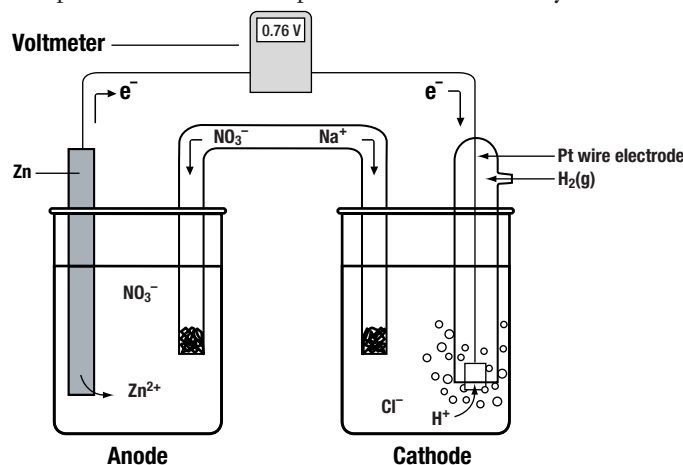 0.76 V
Voltmeter
e⁻
e⁻
NO₃⁻
Na⁺
Pt wire electrode
Zn
H₂(g)
NO₃⁻
Zn²⁺
Cl⁻
H⁺
Anode
Cathode